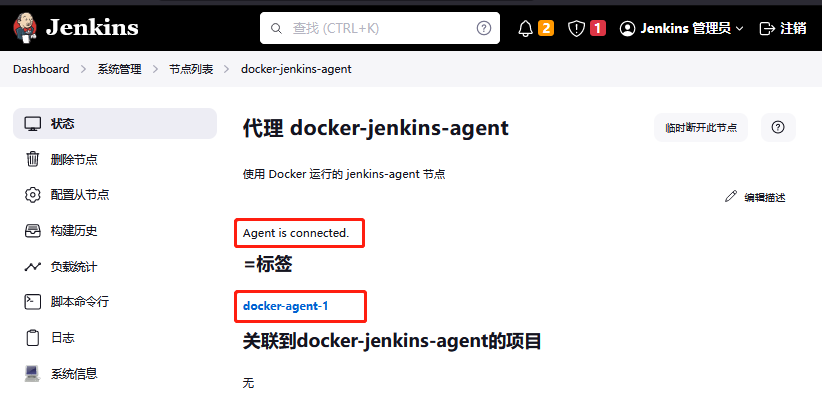 Jenkins
查找 (CTRL+K)
2
1
Jenkins 管理员
注销
Dashboard
系统管理
节点列表
docker-jenkins-agent
状态
删除节点
配置从节点
构建历史
负载统计
脚本命令行
日志
系统信息
代理 docker-jenkins-agent
临时断开此节点
使用 Docker 运行的 jenkins-agent 节点
编辑描述
Agent is connected.
=标签
docker-agent-1
关联到docker-jenkins-agent的项目
无